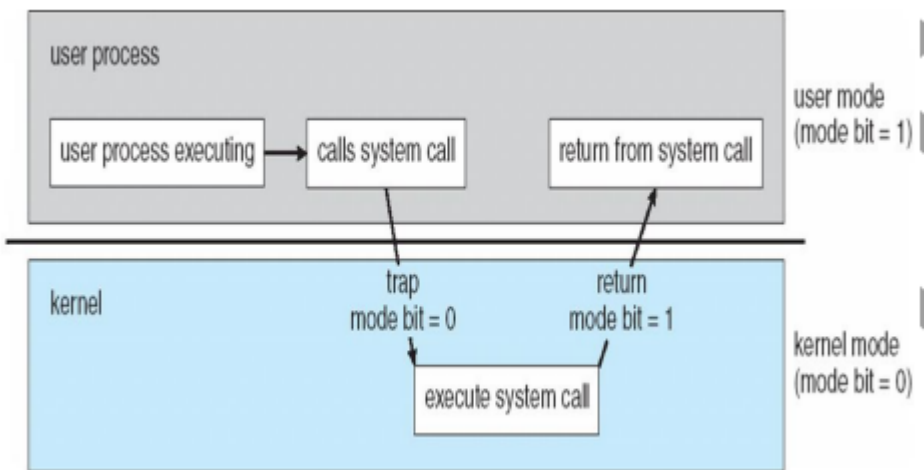 user process
user process executing
calls system call
return from system call
user mode
(mode bit = 1)
trap
mode bit = 0
return
mode bit = 1
kernel
execute system call
kernel mode
(mode bit = 0)